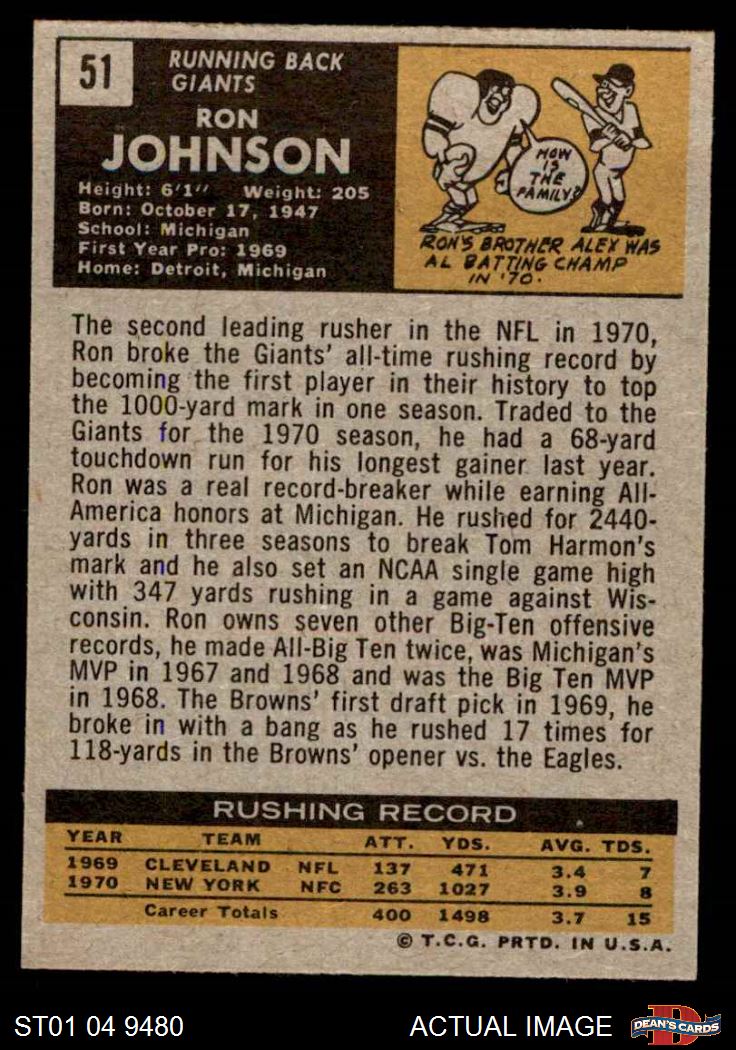 51
RUNNING BACK
GIANTS
RON
JOHNSON
Height: 6'1" Weight: 205
Born: October 17, 1947
School: Michigan
First Year Pro: 1969
Home: Detroit, Michigan
HOW
IS
THE
FAMILY?
RON'S BROTHER ALEX WAS
AL BATTING CHAMP
IN '70.
The second leading rusher in the NFL in 1970,
Ron broke the Giants' all-time rushing record by
becoming the first player in their history to top
the 1000-yard mark in one season. Traded to the
Giants for the 1970 season, he had a 68-yard
touchdown run for his longest gainer last year.
Ron was a real record-breaker while earning All-
America honors at Michigan. He rushed for 2440-
yards in three seasons to break Tom Harmon's
mark and he also set an NCAA single game high
with 347 yards rushing in a game against Wis-
consin. Ron owns seven other Big-Ten offensive
records, he made All-Big Ten twice, was Michigan's
MVP in 1967 and 1968 and was the Big Ten MVP
in 1968. The Browns' first draft pick in 1969, he
broke in with a bang as he rushed 17 times for
118-yards in the Browns' opener vs. the Eagles.
RUSHING RECORD
YEAR TEAM ATT. YDS. AVG. TDS.
1969 CLEVELAND NFL 137 471 3.4 7
1970 NEW YORK NFC 263 1027 3.9 8
Career Totals 400 1498 3.7 15
© T.C.G. PRTD. IN U.S.A.
ST01 04 9480 ACTUAL IMAGE
D
DEAN'S CARDS